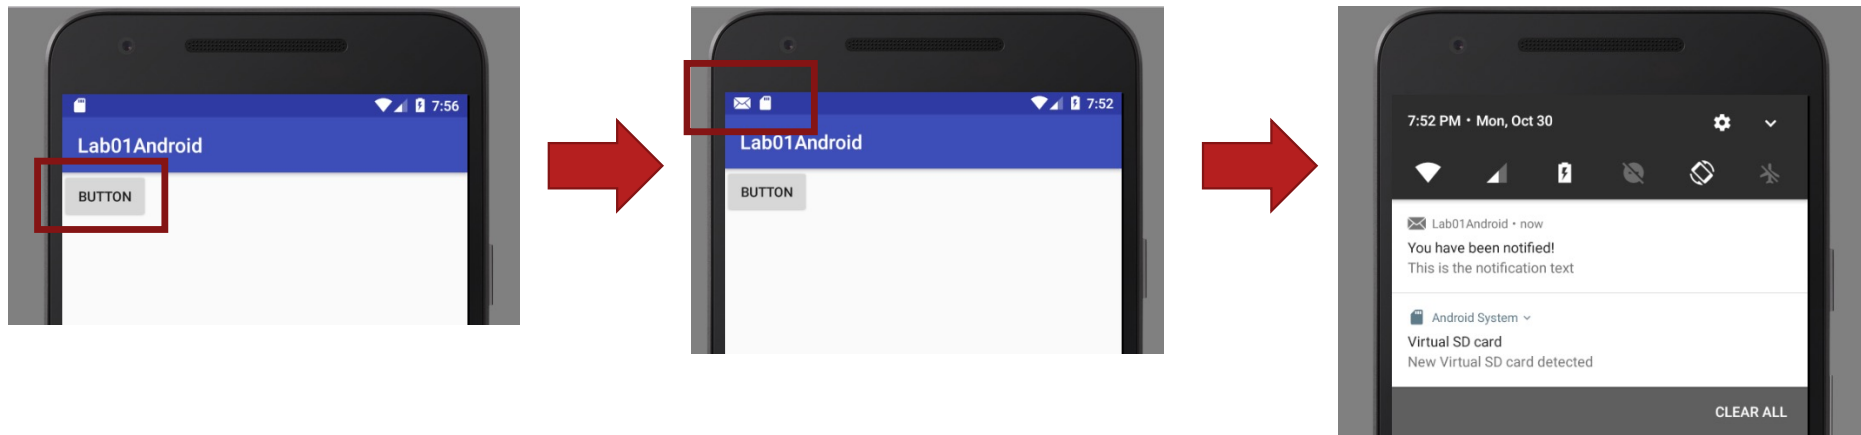 7:56
Lab01Android
BUTTON
7:52
Lab01Android
BUTTON
7:52 PM • Mon, Oct 30
Lab01Android • now
You have been notified!
This is the notification text
Android System
Virtual SD card
New Virtual SD card detected
CLEAR ALL